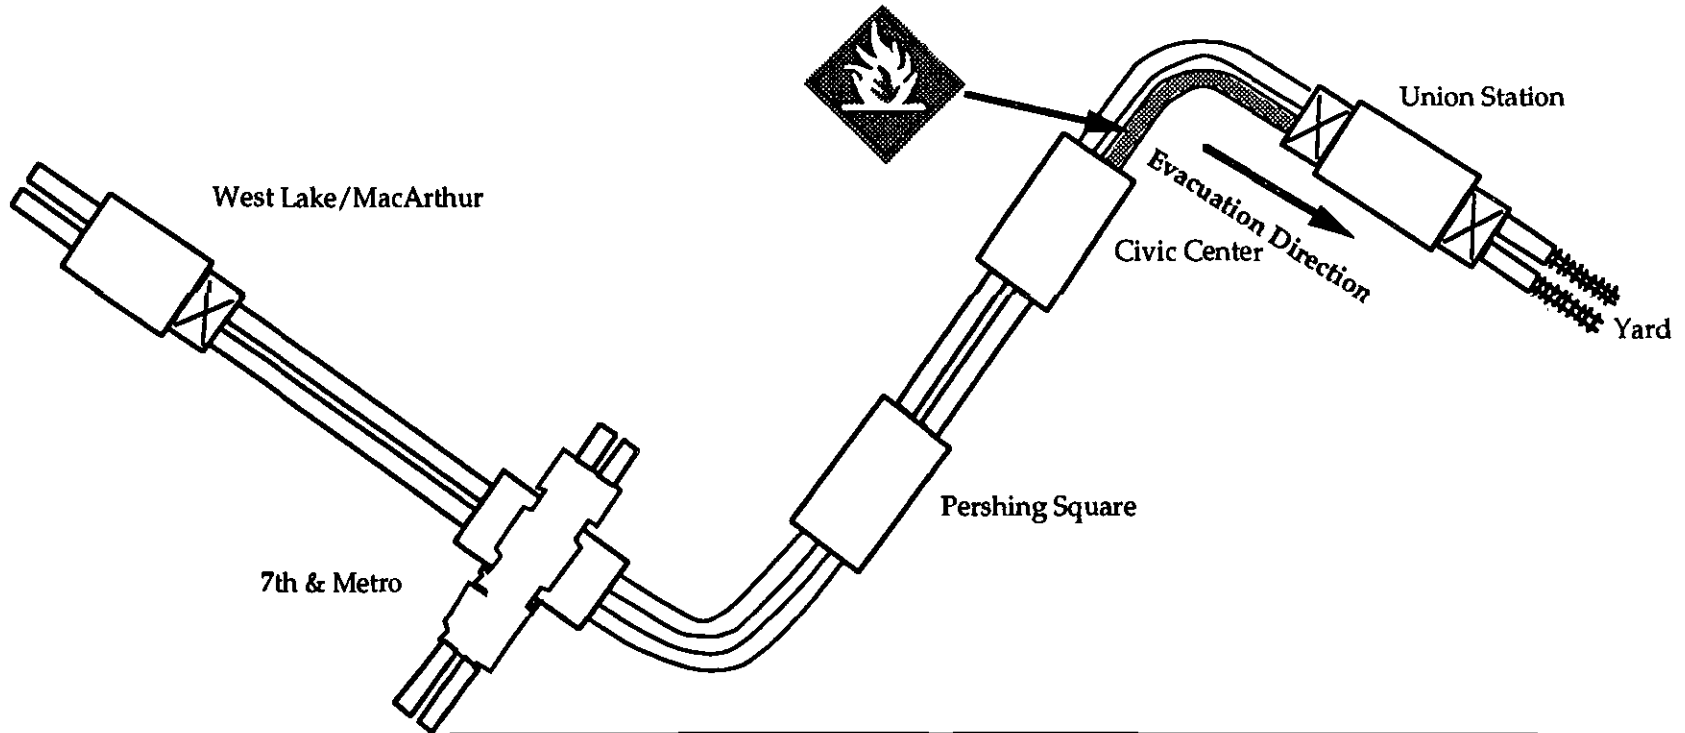 Union Station
West Lake/MacArthur
Evacuation Direction
Civic Center
Yard
Pershing Square
7th & Metro